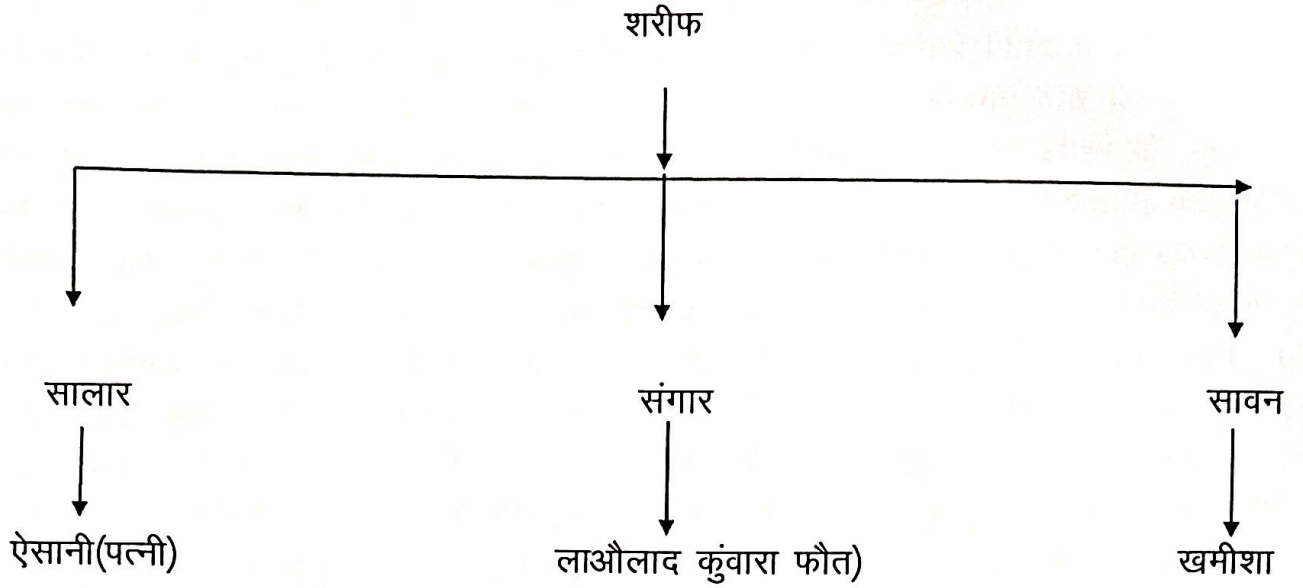 शरीफ
सालार संगार सावन
ऐसानी(पत्नी) लाऔलाद कुंवारा फौत) खमीशा